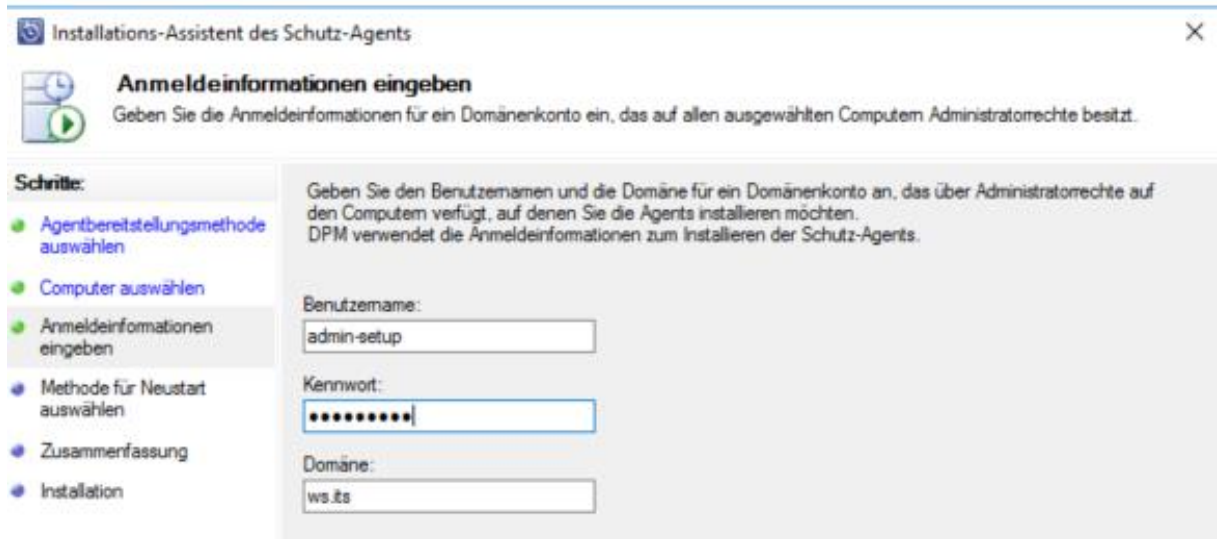 Installations-Assistent des Schutz-Agents
Anmeldeinformationen eingeben
Geben Sie die Anmeldeinformationen für ein Domänenkonto ein, das auf allen ausgewählten Computern Administratorrechte besitzt.
Schritte:
Agentbereitstellungsmethode
auswählen
Computer auswählen
Anmeldeinformationen
eingeben
Methode für Neustart
auswählen
Zusammenfassung
Installation
Geben Sie den Benutzernamen und die Domäne für ein Domänenkonto an, das über Administratorrechte auf
den Computern verfügt, auf denen Sie die Agents installieren möchten.
DPM verwendet die Anmeldeinformationen zum Installieren der Schutz-Agents.
Benutzername:
admin-setup
Kennwort:
●●●●●●●●●
Domäne:
ws.its